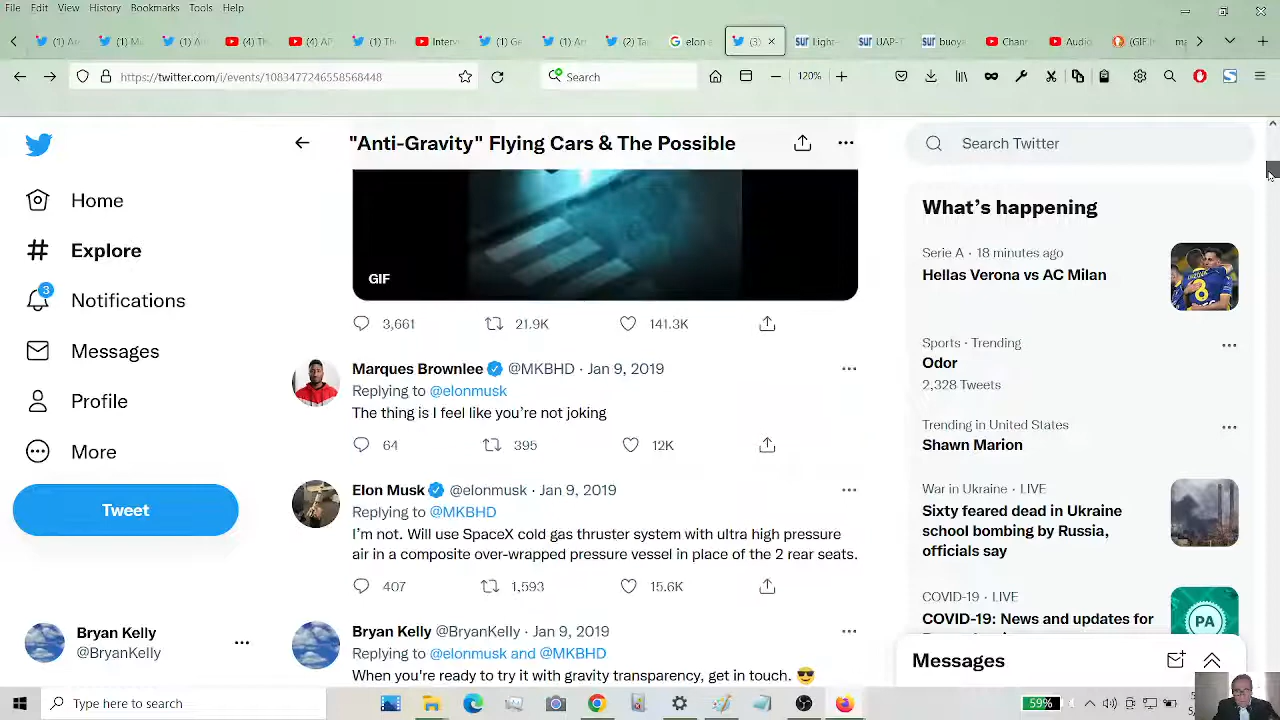 File Edit View History Bookmarks Tools Help
https://twitter.com/i/events/1083477246558568448
120%
Search
"Anti-Gravity" Flying Cars & The Possible
Search Twitter
Home
Explore
3
Notifications
Messages
Profile
More
Tweet
Bryan Kelly
@BryanKelly
GIF
3,661 21.9K 141.3K
Marques Brownlee @MKBHD · Jan 9, 2019
Replying to @elonmusk
The thing is I feel like you’re not joking
64 395 12K
Elon Musk @elonmusk · Jan 9, 2019
Replying to @MKBHD
I’m not. Will use SpaceX cold gas thruster system with ultra high pressure
air in a composite over-wrapped pressure vessel in place of the 2 rear seats.
407 1,593 15.6K
Bryan Kelly @BryanKelly · Jan 9, 2019
Replying to @elonmusk and @MKBHD
When you're ready to try it with gravity transparency, get in touch. 😎
What’s happening
Serie A · 18 minutes ago
Hellas Verona vs AC Milan
Sports · Trending
Odor
2,328 Tweets
Trending in United States
Shawn Marion
War in Ukraine · LIVE
Sixty feared dead in Ukraine
school bombing by Russia,
officials say
COVID-19 · LIVE
COVID-19: News and updates for
PA
Messages
Type here to search
59%